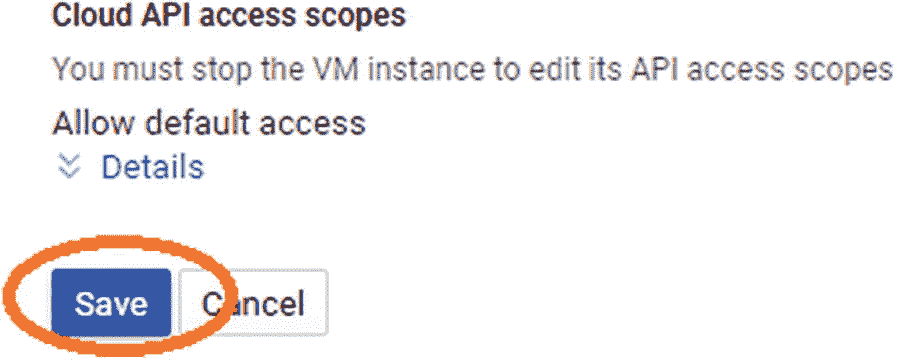 Cloud API access scopes
You must stop the VM instance to edit its API access scopes
Allow default access
Details
Save Cancel